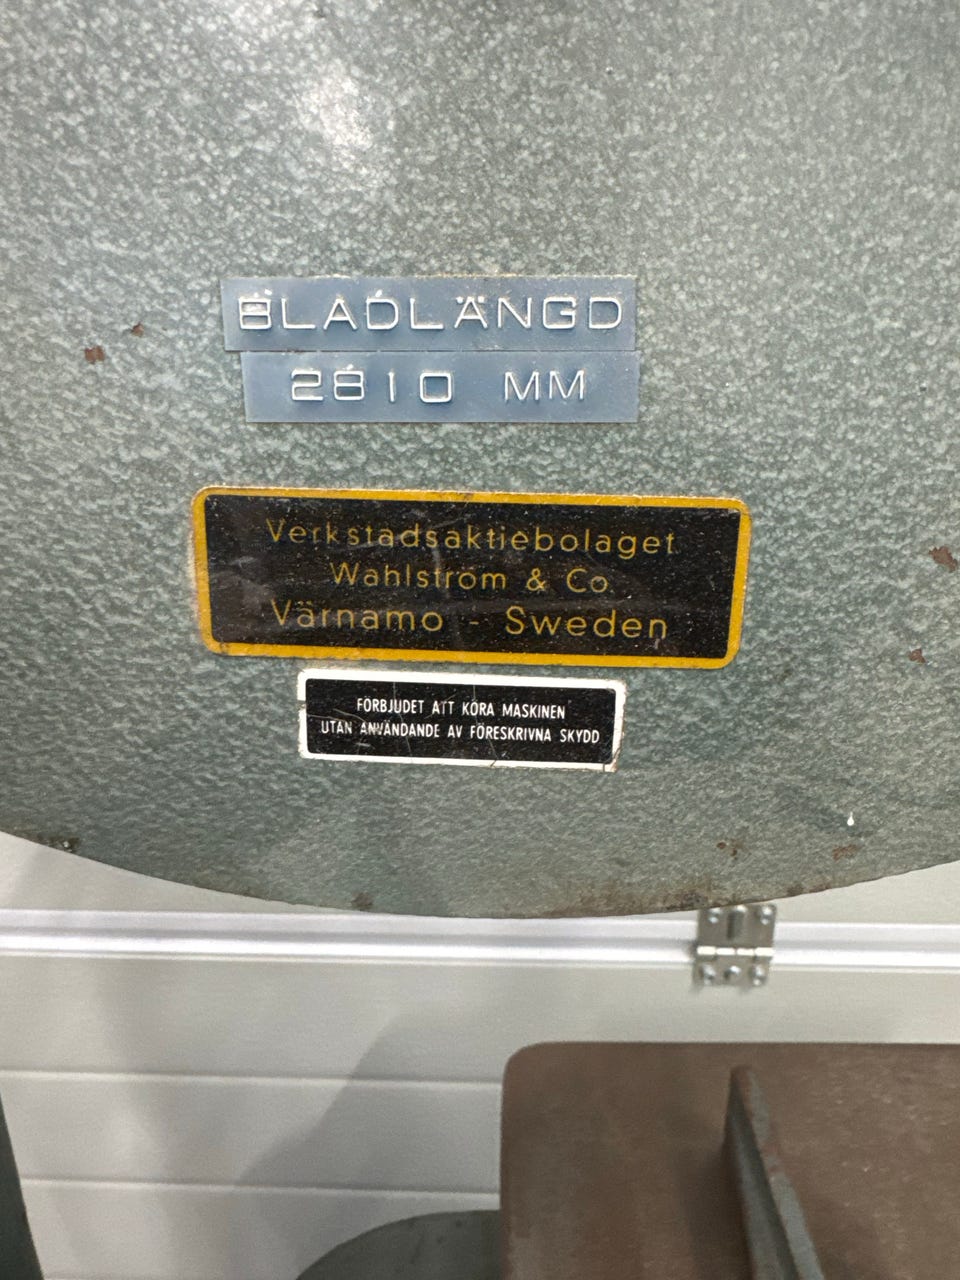 BLADLÄNGD
2810 MM
Verkstadsaktiebolaget
Wahlström & Co.
Värnamo - Sweden
FÖRBJUDET ATT KÖRA MASKINEN
UTAN ANVÄNDANDE AV FÖRESKRIVNA SKYDD